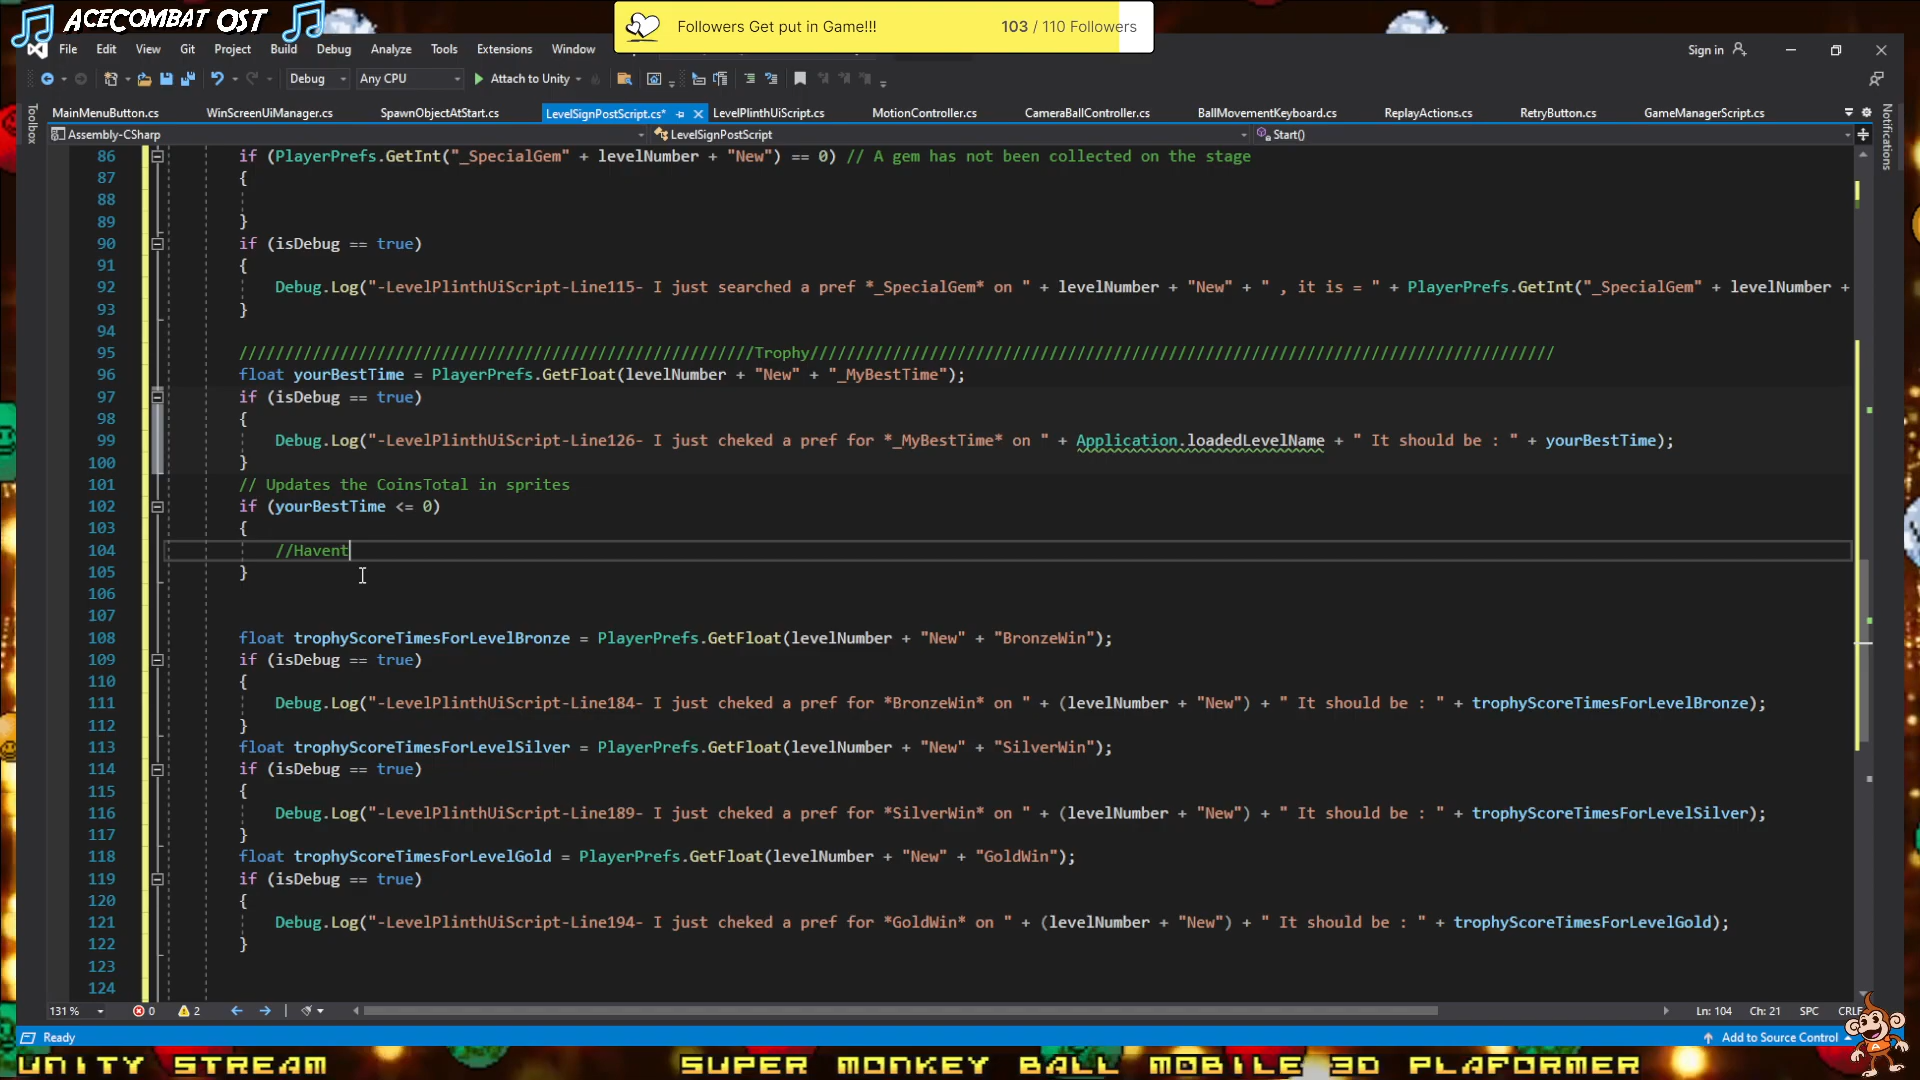 ACECOMBAT OST
Followers Get put in Game!!! 103 / 110 Followers
File Edit View Git Project Build Debug Analyze Tools Extensions Window Sign in
Debug Any CPU Attach to Unity
MainMenuButton.cs WinScreenUiManager.cs SpawnObjectAtStart.cs LevelSignPostScript.cs* LevelPlinthUiScript.cs MotionController.cs CameraBallController.cs BallMovementKeyboard.cs ReplayActions.cs RetryButton.cs GameManagerScript.cs
Toolbox
Notifications
Assembly-CSharp LevelSignPostScript Start()
86 if (PlayerPrefs.GetInt("_SpecialGem" + levelNumber + "New") == 0) // A gem has not been collected on the stage
87 {
88
89 }
90 if (isDebug == true)
91 {
92 Debug.Log("-LevelPlinthUiScript-Line115- I just searched a pref *_SpecialGem* on " + levelNumber + "New" + " , it is = " + PlayerPrefs.GetInt("_SpecialGem" + levelNumber +
93 }
94
95 ////////////////////////////////////////////////////////Trophy/////////////////////////////////////////////////////////////////////////////////
96 float yourBestTime = PlayerPrefs.GetFloat(levelNumber + "New" + "_MyBestTime");
97 if (isDebug == true)
98 {
99 Debug.Log("-LevelPlinthUiScript-Line126- I just cheked a pref for *_MyBestTime* on " + Application.loadedLevelName + " It should be : " + yourBestTime);
100 }
101 // Updates the CoinsTotal in sprites
102 if (yourBestTime <= 0)
103 {
104 //Havent
105 }
106
107
108 float trophyScoreTimesForLevelBronze = PlayerPrefs.GetFloat(levelNumber + "New" + "BronzeWin");
109 if (isDebug == true)
110 {
111 Debug.Log("-LevelPlinthUiScript-Line184- I just cheked a pref for *BronzeWin* on " + (levelNumber + "New") + " It should be : " + trophyScoreTimesForLevelBronze);
112 }
113 float trophyScoreTimesForLevelSilver = PlayerPrefs.GetFloat(levelNumber + "New" + "SilverWin");
114 if (isDebug == true)
115 {
116 Debug.Log("-LevelPlinthUiScript-Line189- I just cheked a pref for *SilverWin* on " + (levelNumber + "New") + " It should be : " + trophyScoreTimesForLevelSilver);
117 }
118 float trophyScoreTimesForLevelGold = PlayerPrefs.GetFloat(levelNumber + "New" + "GoldWin");
119 if (isDebug == true)
120 {
121 Debug.Log("-LevelPlinthUiScript-Line194- I just cheked a pref for *GoldWin* on " + (levelNumber + "New") + " It should be : " + trophyScoreTimesForLevelGold);
122 }
123
124
131 % 0 2 Ln: 104 Ch: 21 SPC CRLF
Ready Add to Source Control
UNITY STREAM SUPER MONKEY BALL MOBILE 3D PLAFORMER